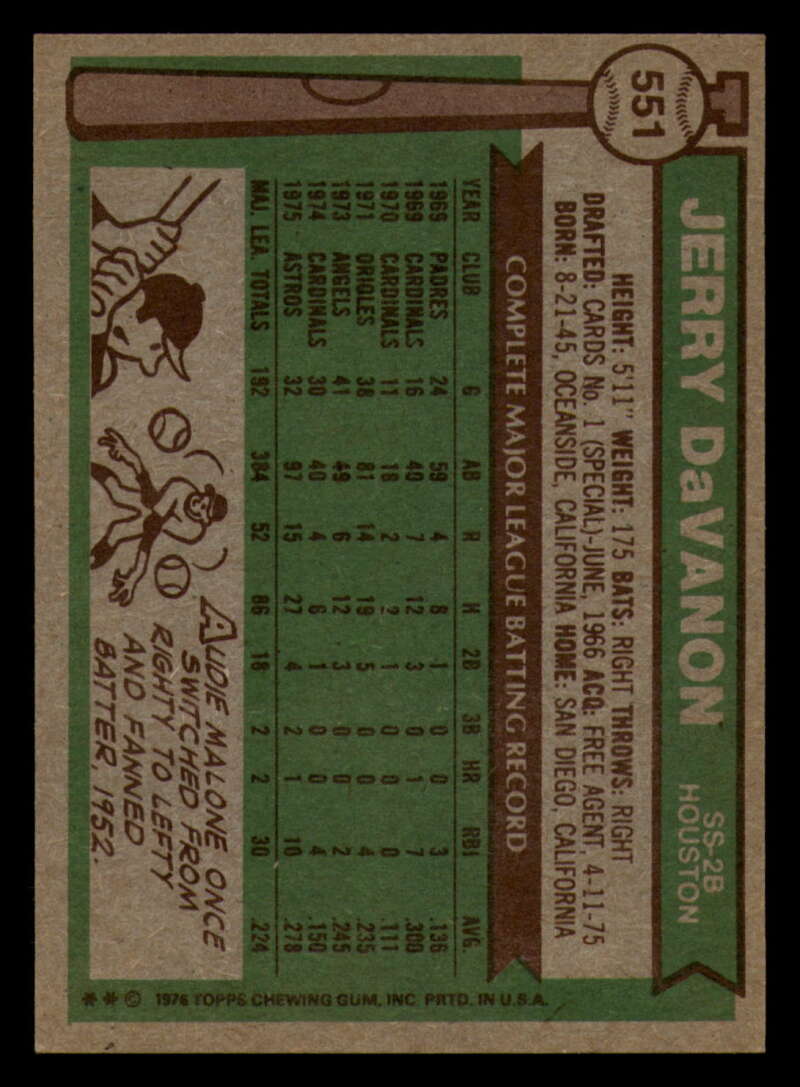 551
JERRY DaVANON
SS-2B
HOUSTON
HEIGHT: 5'11" WEIGHT: 175 BATS: RIGHT THROWS: RIGHT
DRAFTED: CARDS No. 1 (SPECIAL)-JUNE, 1966 ACQ: FREE AGENT, 4-11-75
BORN: 8-21-45, OCEANSIDE, CALIFORNIA HOME: SAN DIEGO, CALIFORNIA
COMPLETE MAJOR LEAGUE BATTING RECORD
YEAR CLUB G AB R H 2B 3B HR RBI AVG.
1969 PADRES 24 59 4 8 1 0 0 3 .136
1969 CARDINALS 16 40 7 12 3 0 1 7 .300
1970 CARDINALS 11 18 2 2 1 0 0 0 .111
1971 ORIOLES 38 81 14 19 5 0 0 4 .235
1973 ANGELS 41 49 6 12 3 0 0 2 .245
1974 CARDINALS 30 40 4 6 1 0 0 4 .150
1975 ASTROS 32 97 15 27 4 2 1 10 .278
MAJ. LEA. TOTALS 192 384 52 86 18 2 2 30 .224
AUDIE MALONE ONCE
SWITCHED FROM
RIGHTY TO LEFTY
AND FANNED
BATTER, 1952.
** © 1976 TOPPS CHEWING GUM, INC. PRTD. IN U.S.A.